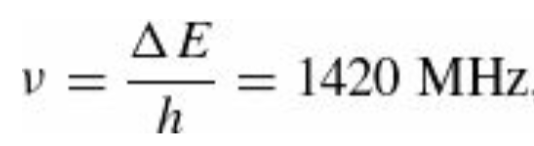 ν = ΔE / h = 1420 MHz,